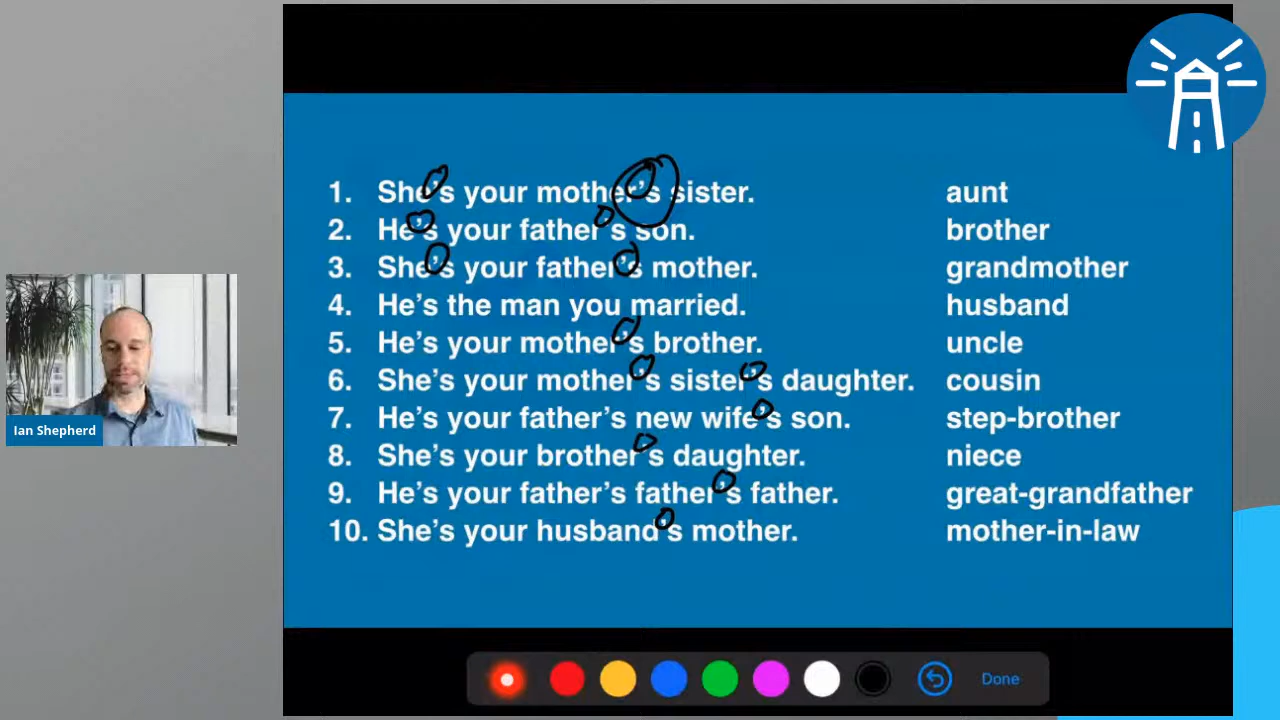 1. She’s your mother’s sister. aunt
2. He’s your father’s son. brother
3. She’s your father’s mother. grandmother
4. He’s the man you married. husband
5. He’s your mother’s brother. uncle
6. She’s your mother’s sister’s daughter. cousin
7. He’s your father’s new wife’s son. step-brother
8. She’s your brother’s daughter. niece
9. He’s your father’s father’s father. great-grandfather
10. She’s your husband’s mother. mother-in-law
Ian Shepherd
Done